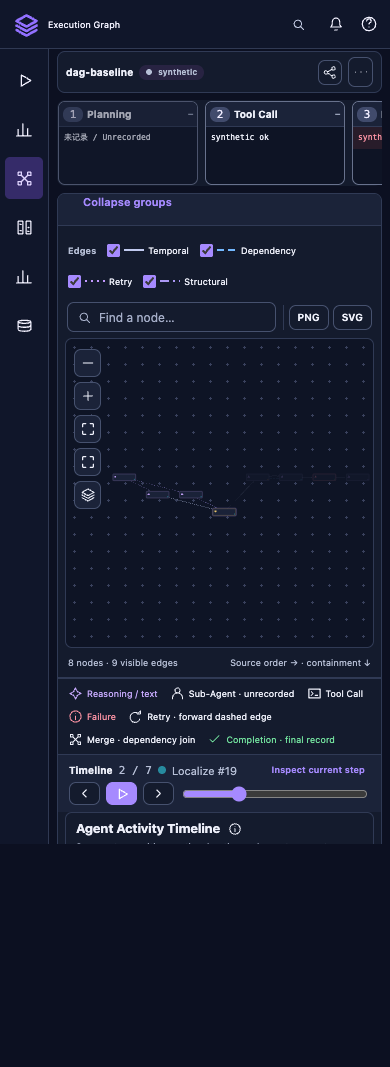 Execution Graph
dag-baseline synthetic
1 Planning
未记录 / Unrecorded
2 Tool Call
synthetic ok
3
synth
Collapse groups
Edges Temporal Dependency
Retry Structural
Find a node... PNG SVG
8 nodes · 9 visible edges Source order → · containment ↓
Reasoning / text Sub-Agent · unrecorded Tool Call
Failure Retry · forward dashed edge
Merge · dependency join Completion · final record
Timeline 2 / 7 Localize #19 Inspect current step
Agent Activity Timeline